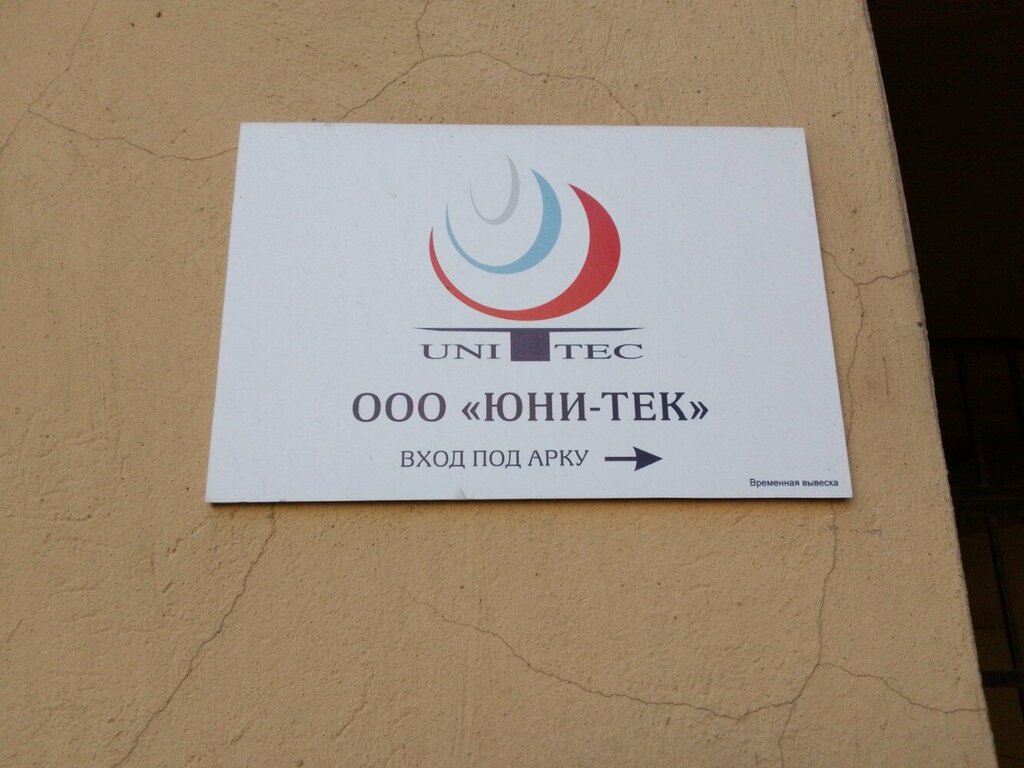 UNI TEC
ООО «ЮНИ-ТЕК»
ВХОД ПОД АРКУ
Временная вывеска